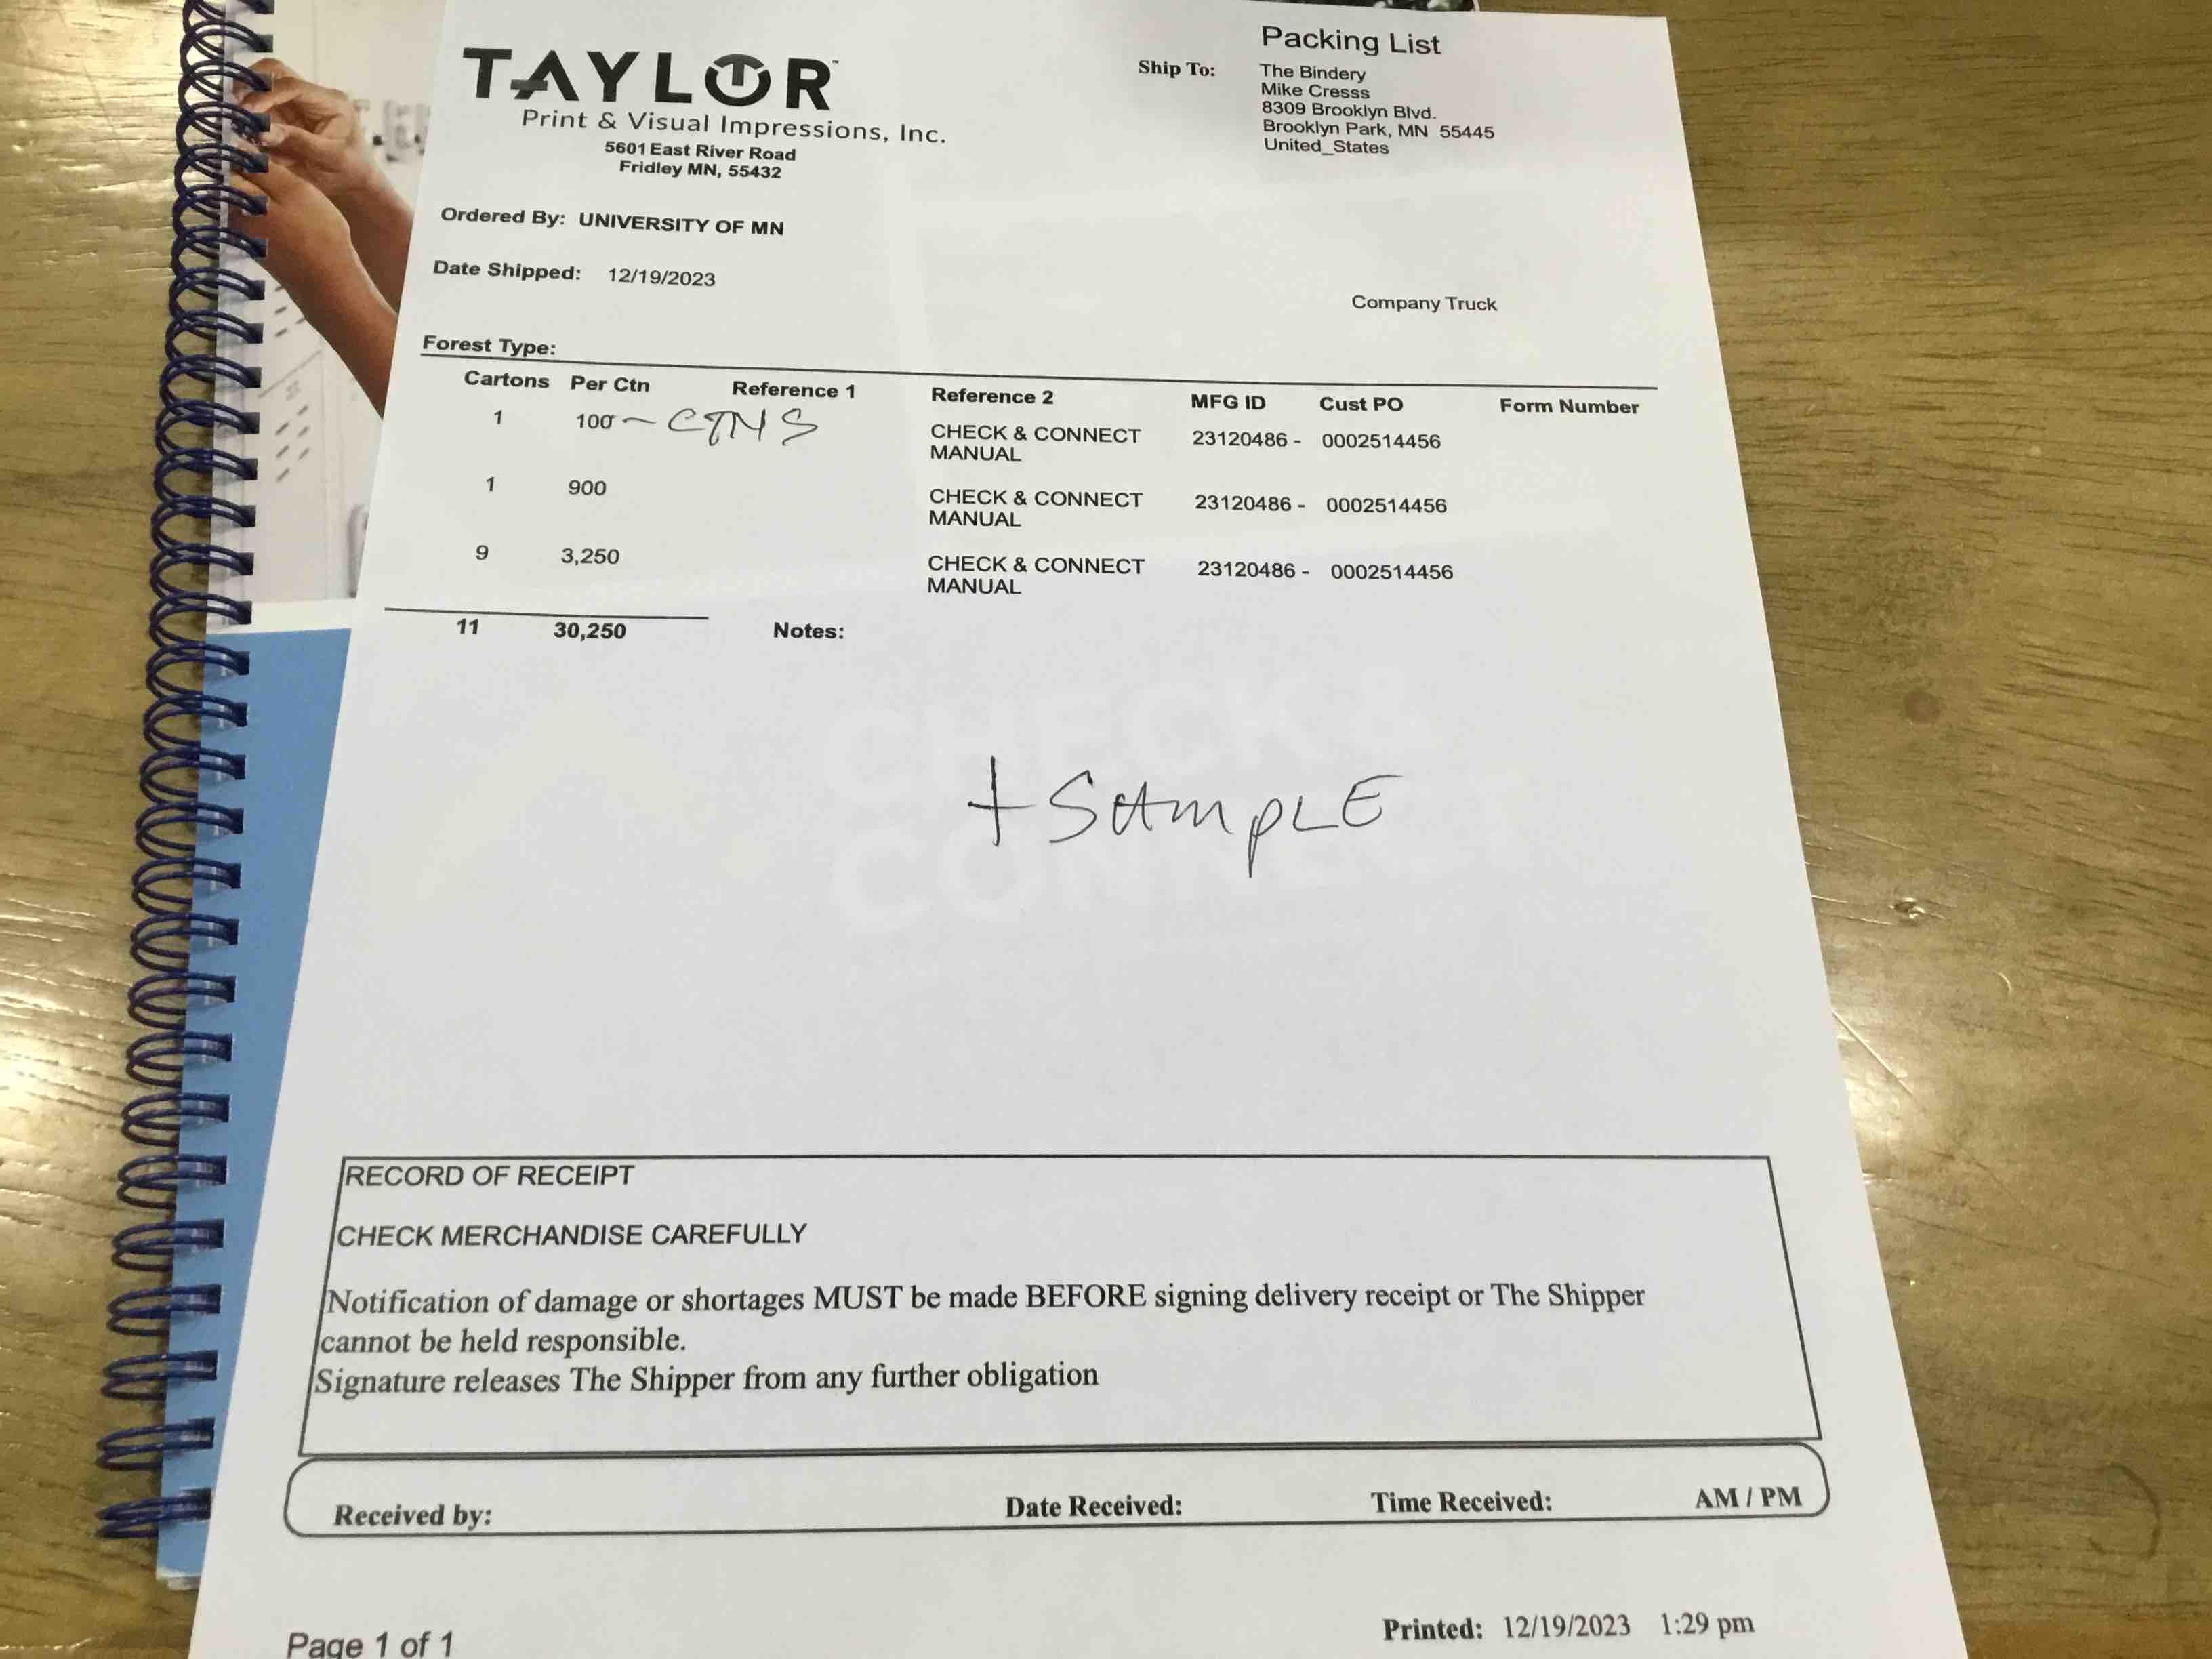 TAYLOR™
Print & Visual Impressions, Inc.
5601 East River Road
Fridley MN, 55432
Packing List
Ship To:
The Bindery
Mike Cresss
8309 Brooklyn Blvd.
Brooklyn Park, MN 55445
United_States
Ordered By: UNIVERSITY OF MN
Date Shipped: 12/19/2023
Company Truck
Forest Type:
Cartons Per Ctn Reference 1 Reference 2 MFG ID Cust PO Form Number
1 100 – CTNS CHECK & CONNECT 23120486 - 0002514456
MANUAL
1 900 CHECK & CONNECT 23120486 - 0002514456
MANUAL
9 3,250 CHECK & CONNECT 23120486 - 0002514456
MANUAL
11 30,250 Notes:
CHECK &
CONNECT
+ SAmpLE
RECORD OF RECEIPT
CHECK MERCHANDISE CAREFULLY
Notification of damage or shortages MUST be made BEFORE signing delivery receipt or The Shipper
cannot be held responsible.
Signature releases The Shipper from any further obligation
Received by: Date Received: Time Received: AM / PM
Printed: 12/19/2023 1:29 pm
Page 1 of 1